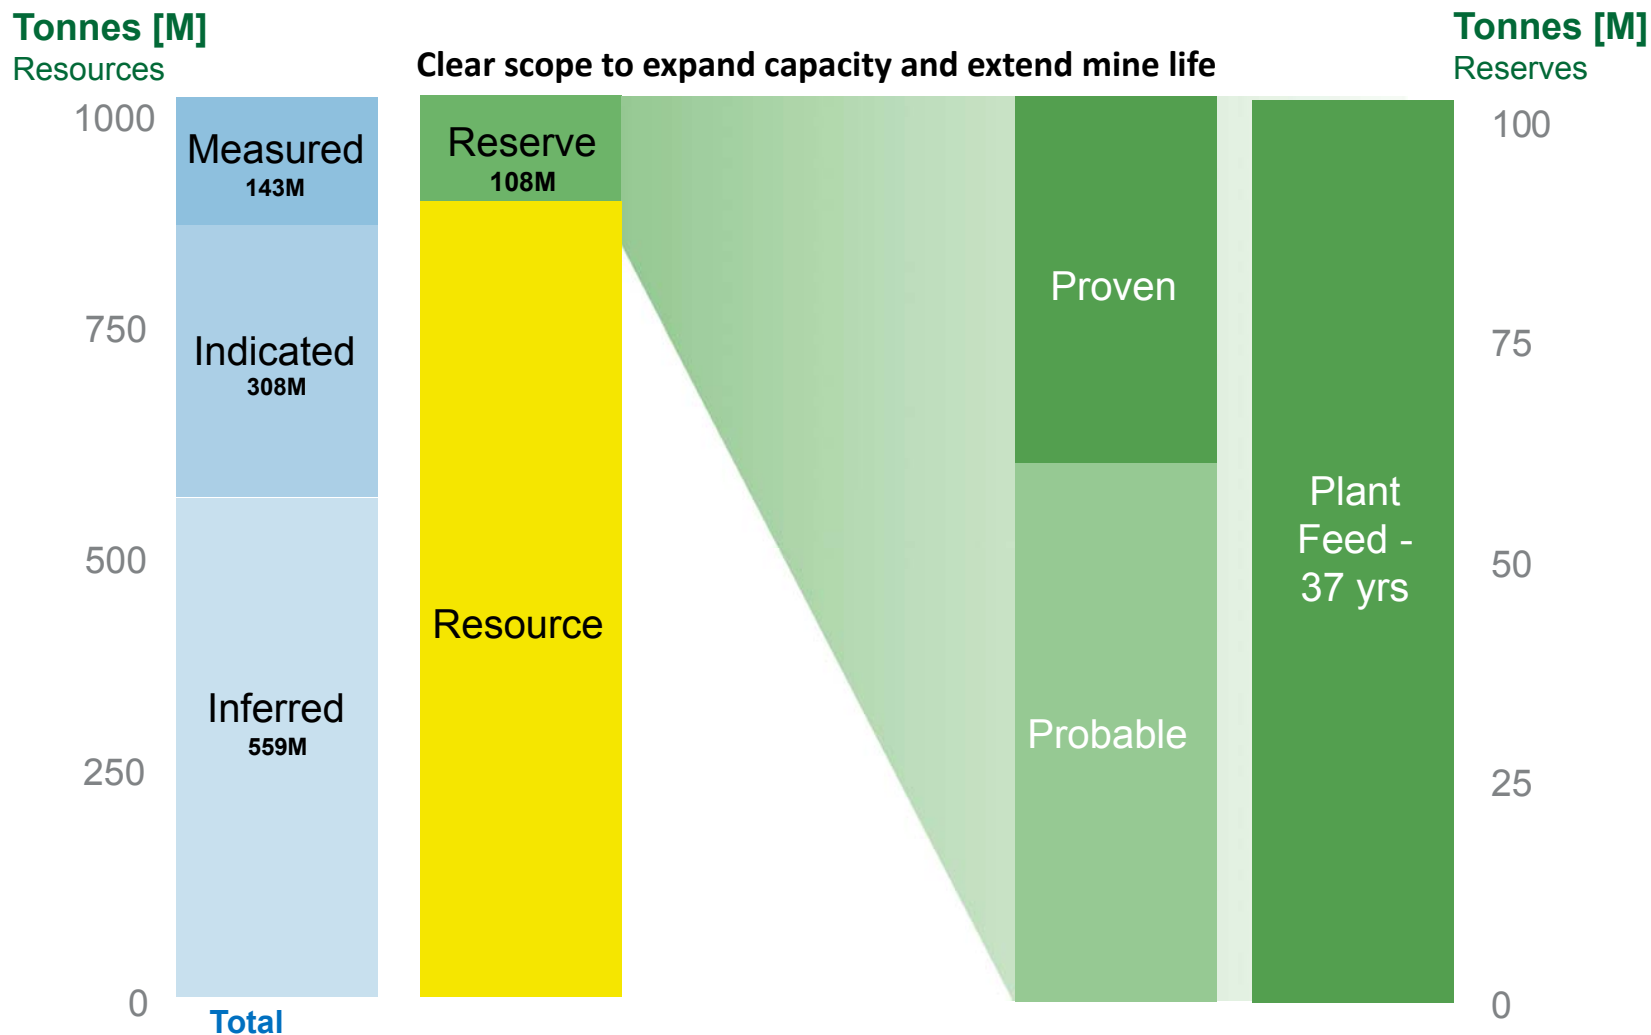 Tonnes [M]
Resources
Clear scope to expand capacity and extend mine life
Tonnes [M]
Reserves
1000
750
500
250
0
Measured
143M
Indicated
308M
Inferred
559M
Total
Reserve
108M
Resource
Proven
Probable
Plant
Feed -
37 yrs
100
75
50
25
0